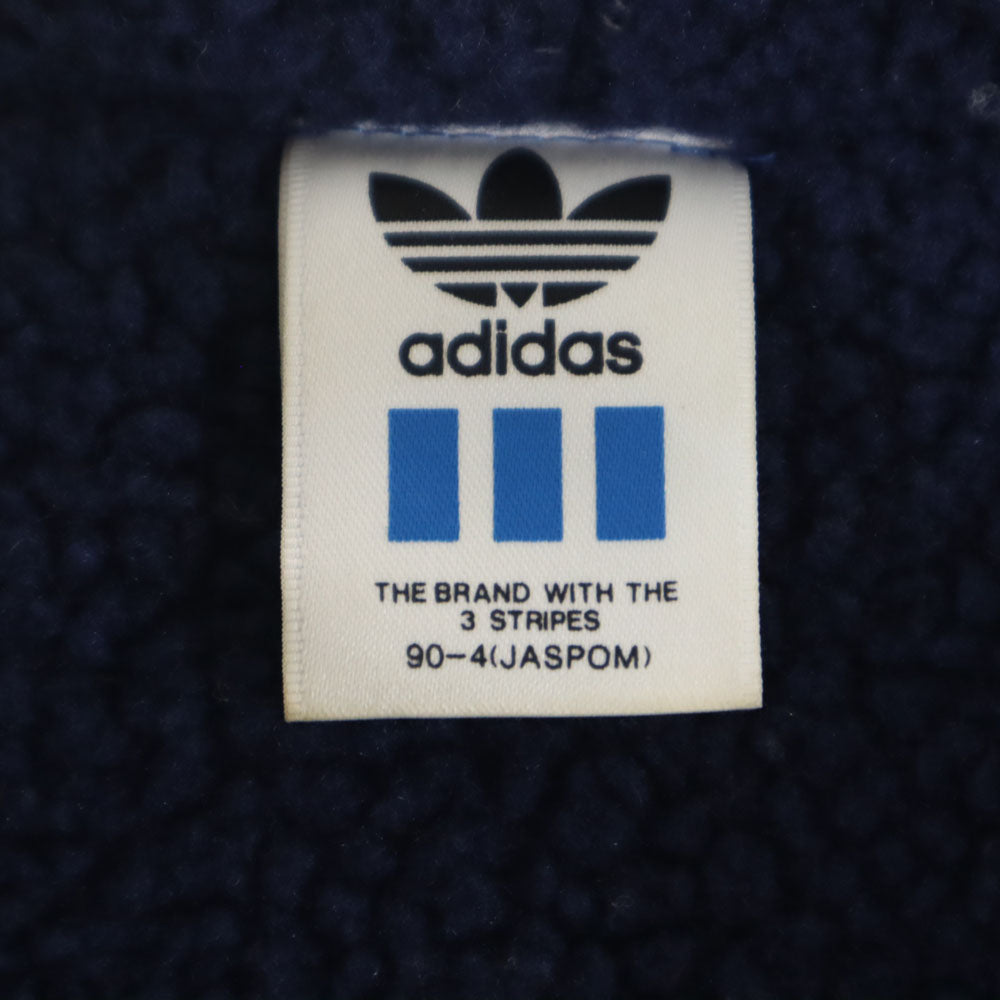 adidas
THE BRAND WITH THE
3 STRIPES
90-4(JASPOM)